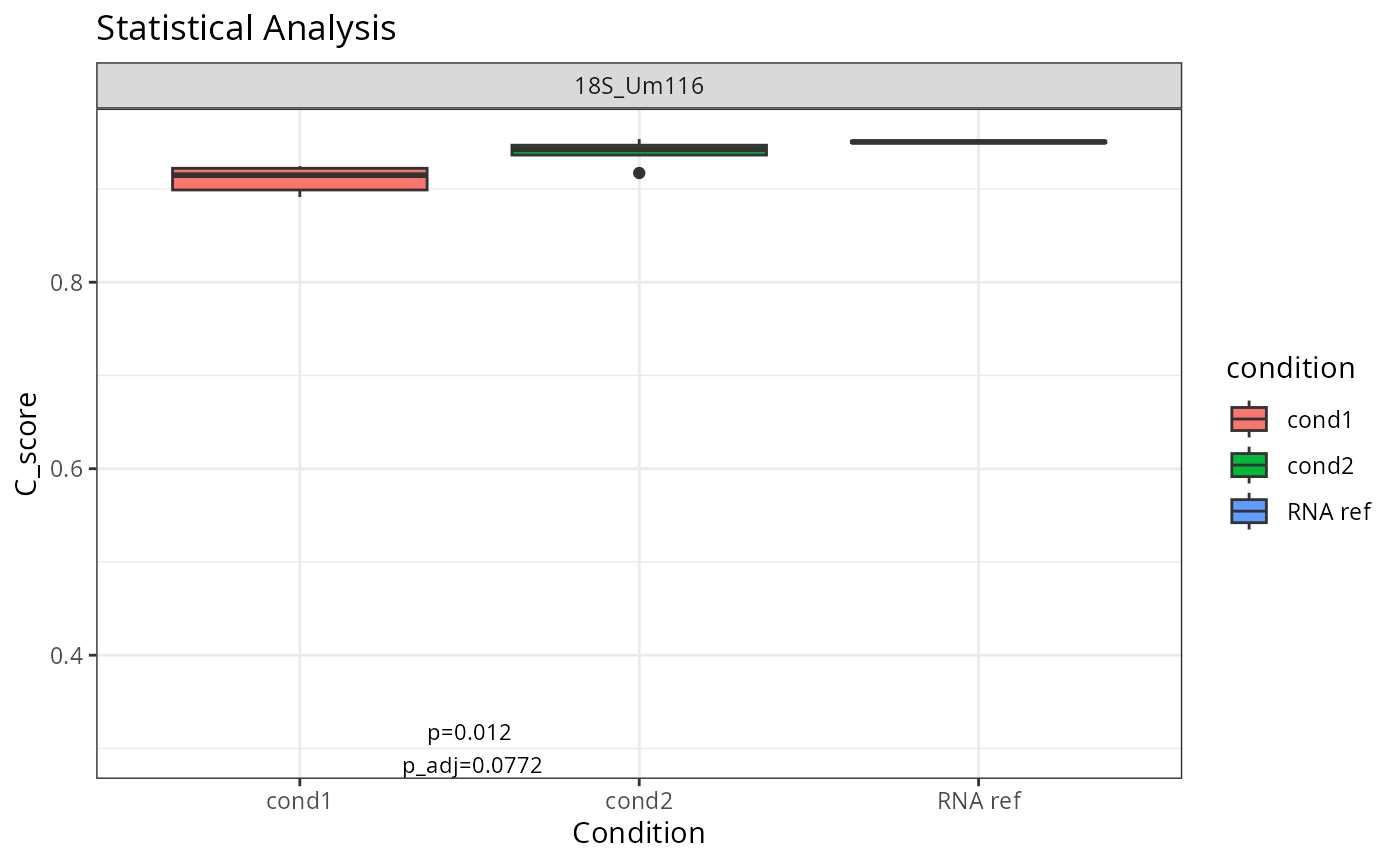 Statistical Analysis
18S_Um116
0.8
0.6
0.4
C_score
p=0.012
p_adj=0.0772
cond1
cond2
RNA ref
Condition
condition
cond1
cond2
RNA ref